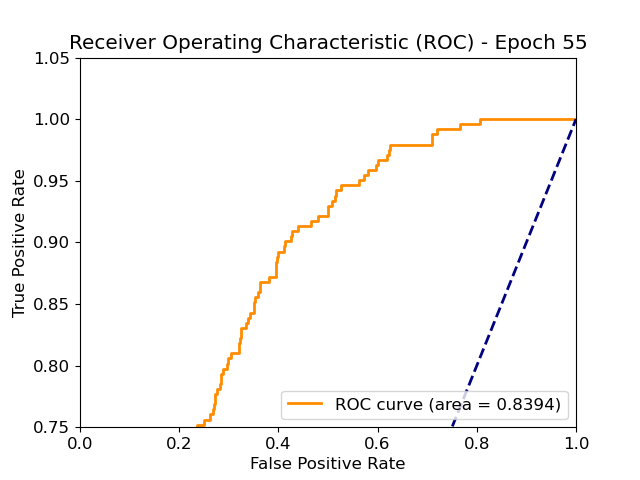 Receiver Operating Characteristic (ROC) - Epoch 55
1.05
1.00
0.95
0.90
0.85
0.80
0.75
True Positive Rate
ROC curve (area = 0.8394)
0.0 0.2 0.4 0.6 0.8 1.0
False Positive Rate